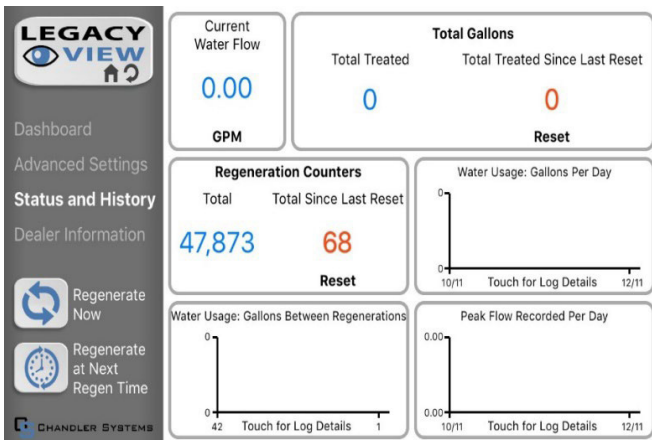 LEGACY
VIEW
Dashboard
Advanced Settings
Status and History
Dealer Information
Regenerate
Now
Regenerate
at Next
Regen Time
CHANDLER SYSTEMS
Current
Water Flow
0.00
GPM
Total Gallons
Total Treated
Total Treated Since Last Reset
0
0
Reset
Regeneration Counters
Total
Total Since Last Reset
47,873
68
Reset
Water Usage: Gallons Per Day
0
0
10/11
Touch for Log Details
12/11
Water Usage: Gallons Between Regenerations
0
0
42
Touch for Log Details
1
Peak Flow Recorded Per Day
0.00
0.00
10/11
Touch for Log Details
12/11